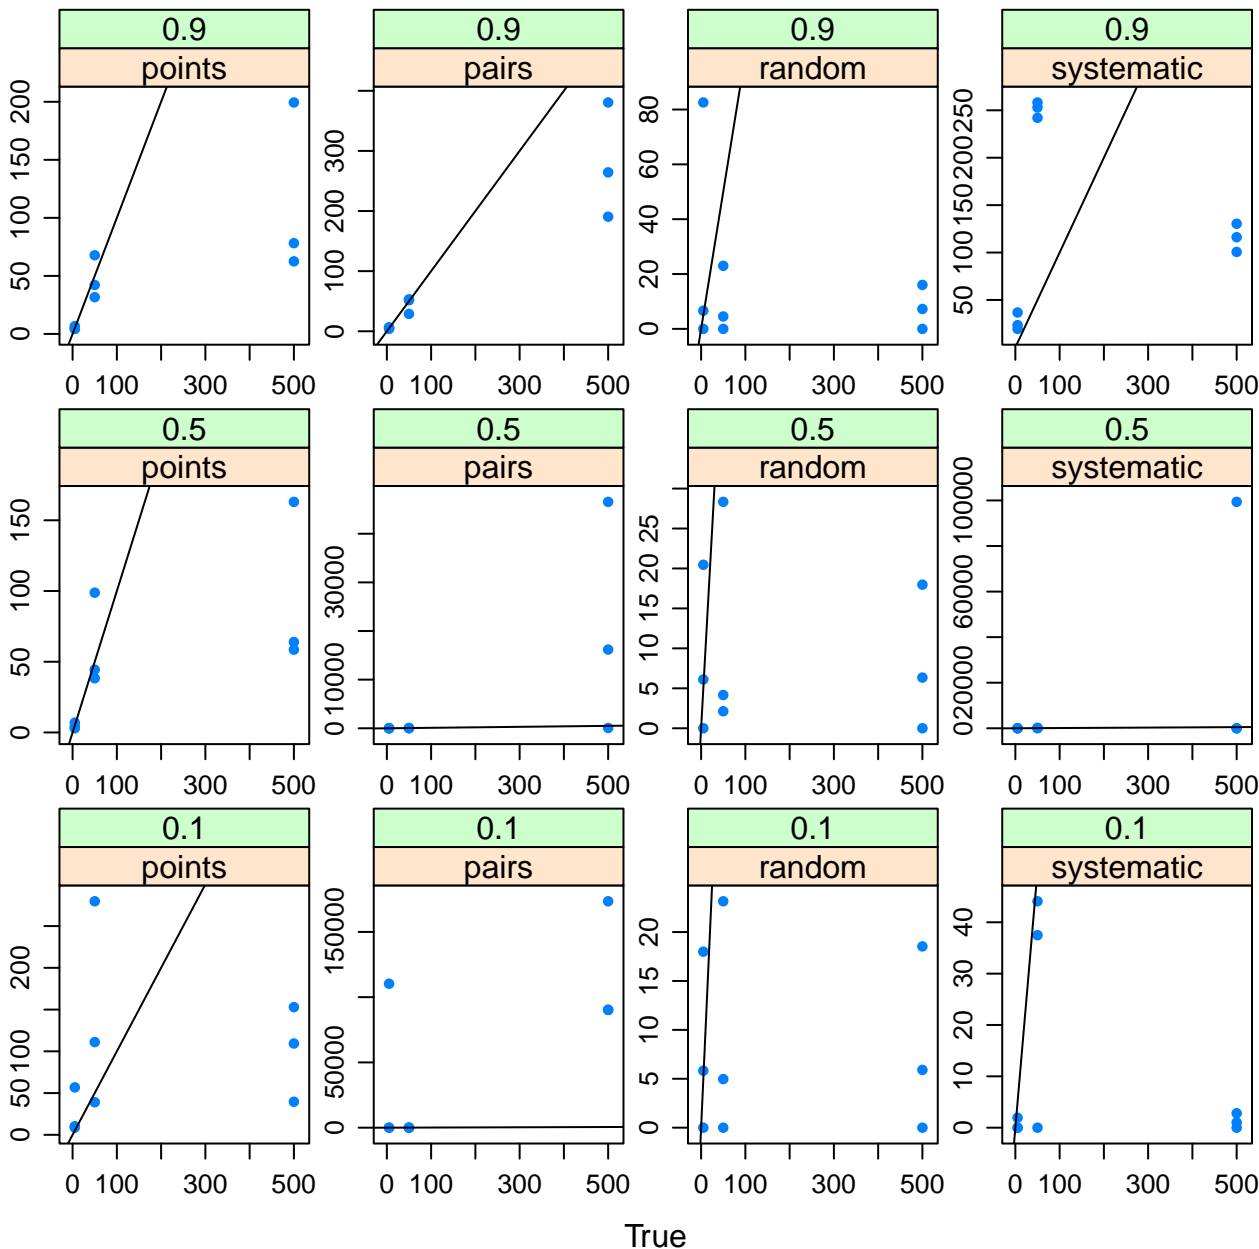 0.9 0.9 0.9 0.9
points pairs random systematic
0 50 100 150 200
0 100 200 300
0 20 40 60 80
50 100 150 200 250
0 100 300 500 0 100 300 500 0 100 300 500 0 100 300 500
0.5 0.5 0.5 0.5
points pairs random systematic
0 50 100 150
0 10000 30000
0 5 10 15 20 25
0 20000 60000 100000
0 100 300 500 0 100 300 500 0 100 300 500 0 100 300 500
0.1 0.1 0.1 0.1
points pairs random systematic
0 50 100 200
0 50000 150000
0 5 10 15 20
0 10 20 30 40
0 100 300 500 0 100 300 500 0 100 300 500 0 100 300 500
True